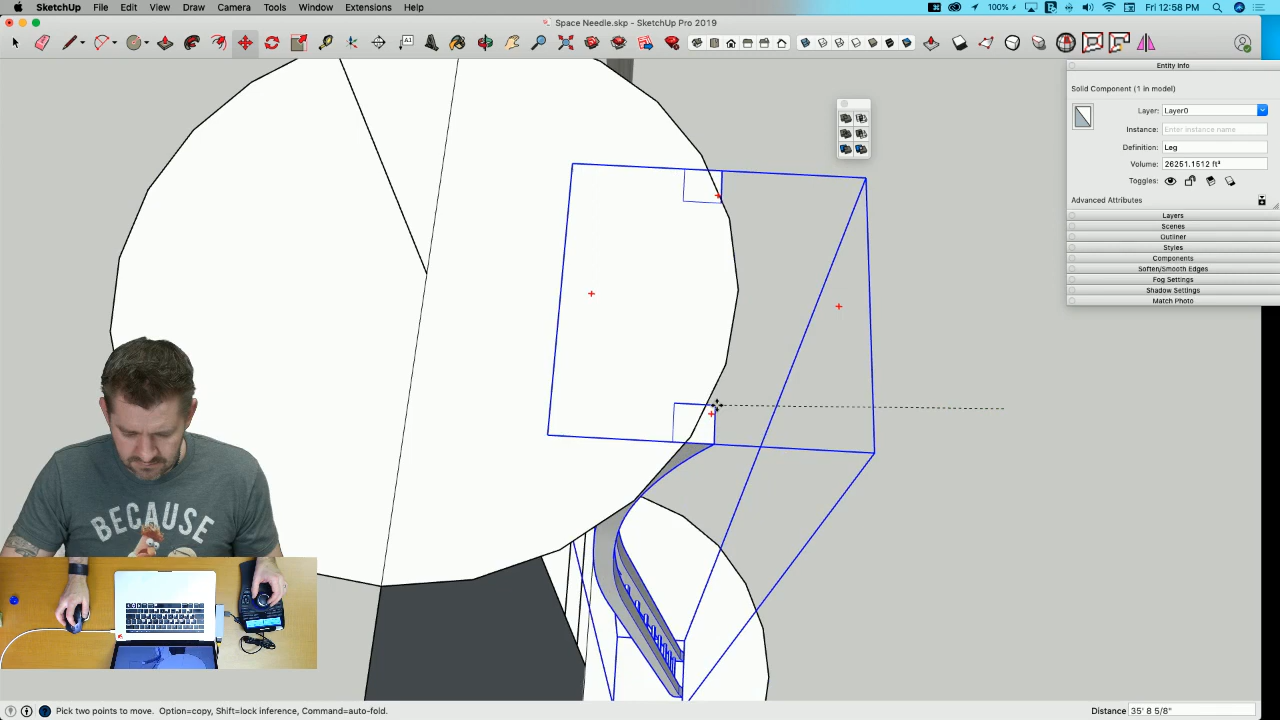 SketchUp File Edit View Draw Camera Tools Window Extensions Help 100% Fri 12:58 PM
Space Needle.skp - SketchUp Pro 2019
Entity Info
Solid Component (1 in model)
Layer: Layer0
Instance: Enter instance name
Definition: Leg
Volume: 26251.1512 ft³
Toggles:
Advanced Attributes
Layers
Scenes
Outliner
Styles
Components
Soften/Smooth Edges
Fog Settings
Shadow Settings
Match Photo
BECAUSE
Pick two points to move. Option=copy, Shift=lock inference, Command=auto-fold.
Distance 35' 8 5/8"